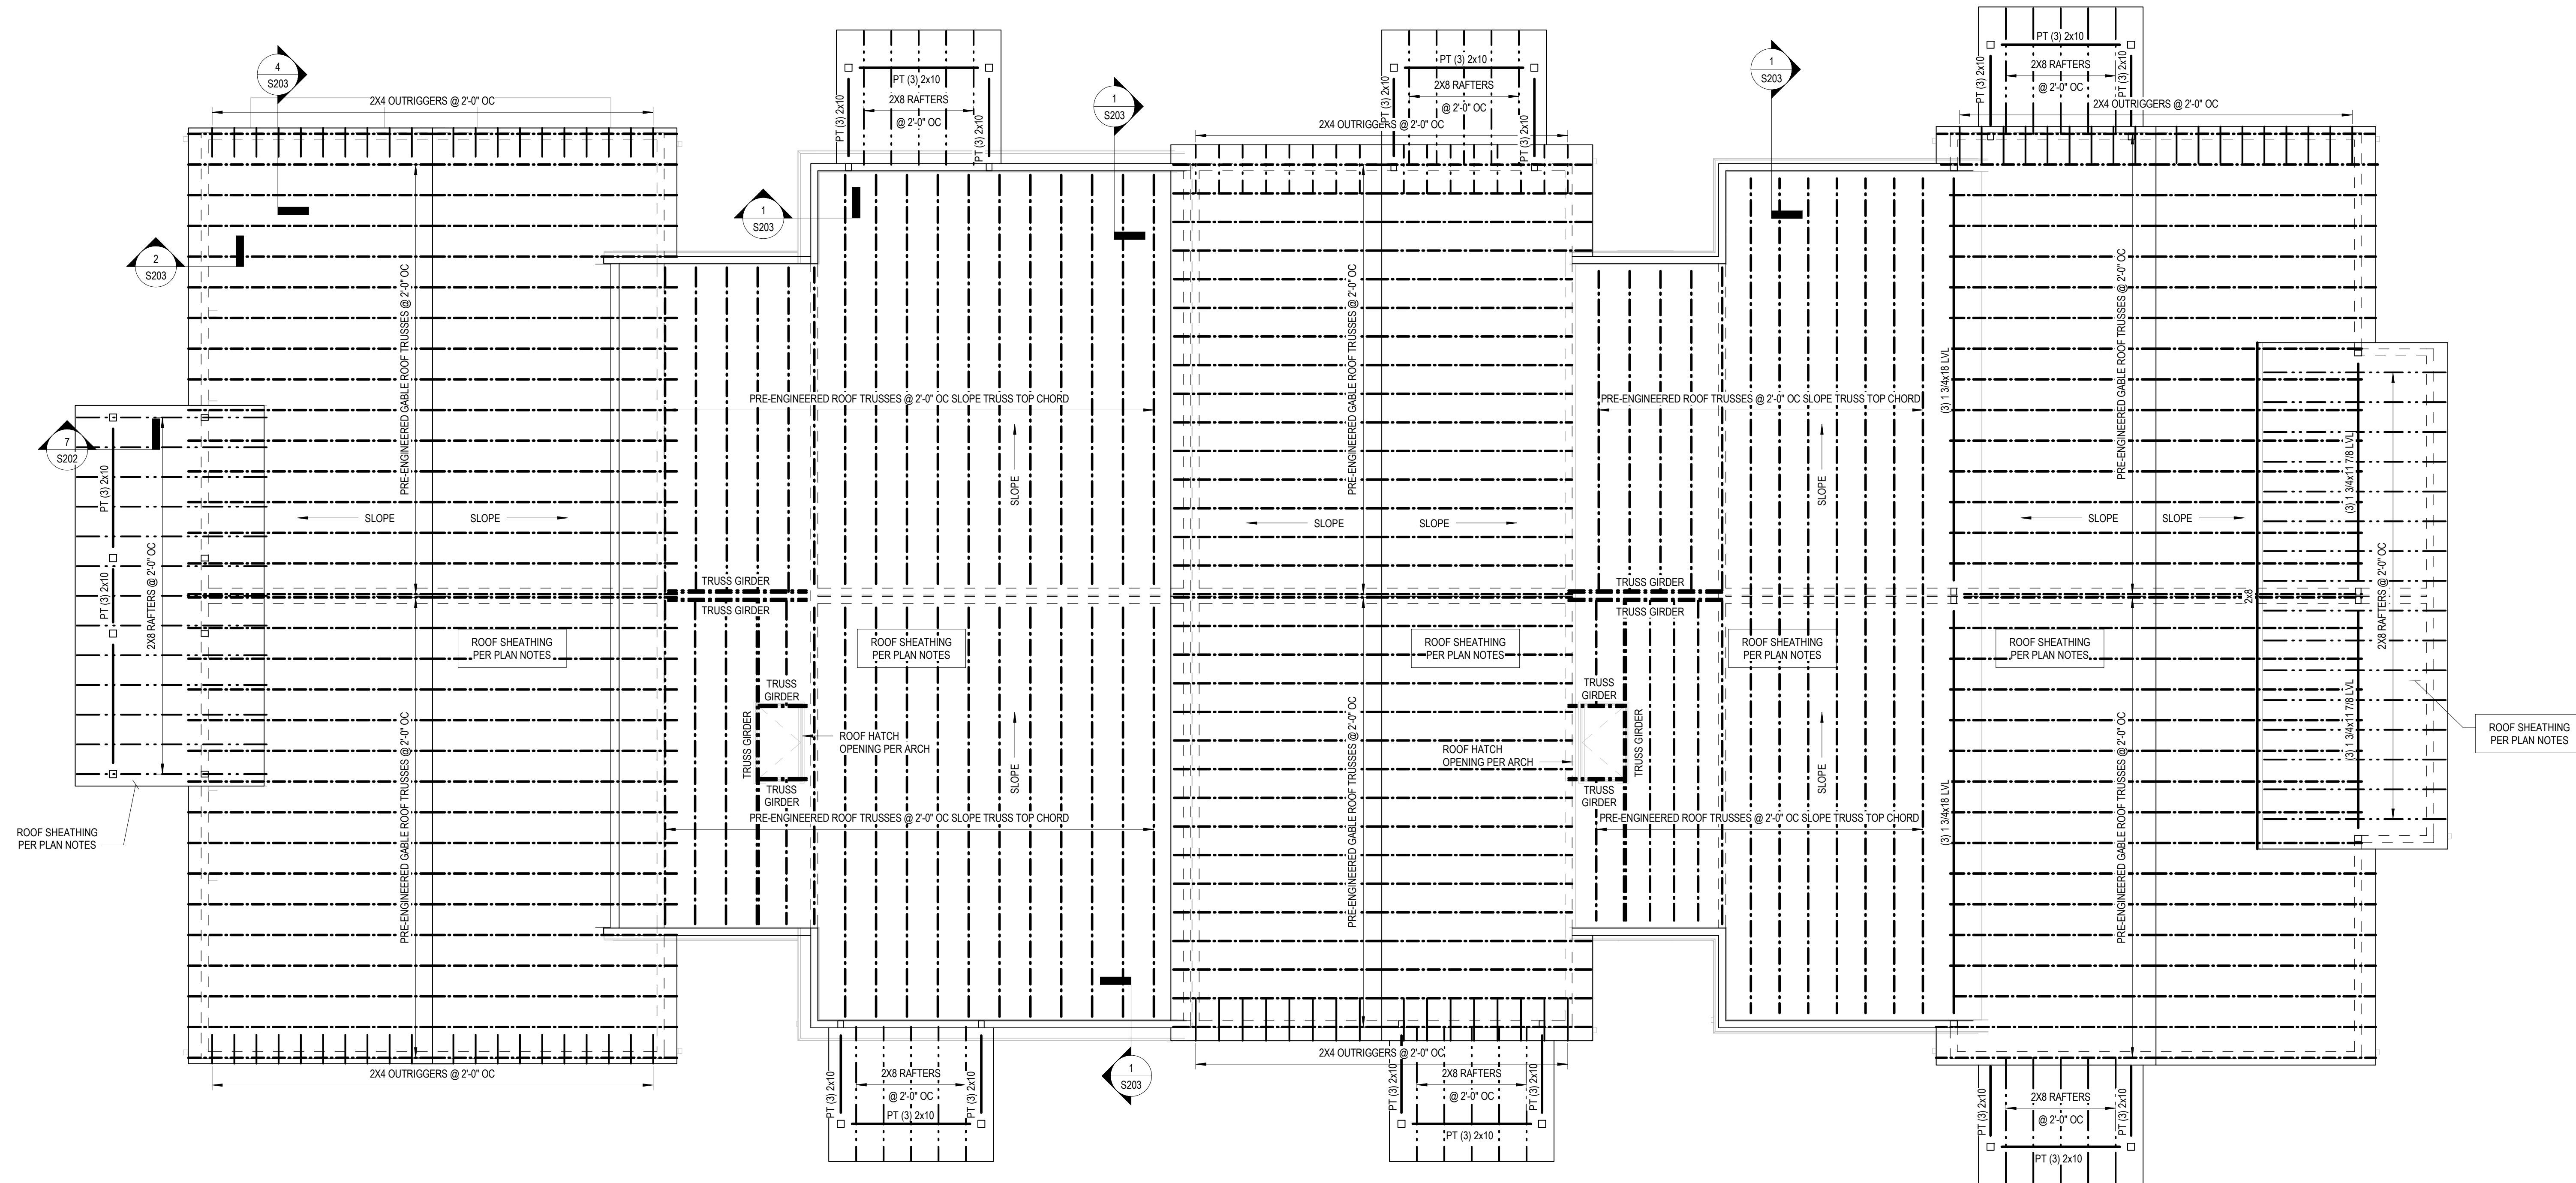 PT (3) 2x10
2X8 RAFTERS
@ 2'-0" OC
PT (3) 2x10
PT (3) 2x10
4
S203
2X4 OUTRIGGERS @ 2'-0" OC
PT (3) 2x10
2X8 RAFTERS
@ 2'-0" OC
PT (3) 2x10
PT (3) 2x10
1
S203
PT (3) 2x10
2X8 RAFTERS
@ 2'-0" OC
PT (3) 2x10
PT (3) 2x10
2X4 OUTRIGGERS @ 2'-0" OC
1
S203
2X4 OUTRIGGERS @ 2'-0" OC
1
S203
2
S203
PRE-ENGINEERED GABLE ROOF TRUSSES @ 2'-0" OC
PRE-ENGINEERED GABLE ROOF TRUSSES @ 2'-0" OC
PRE-ENGINEERED GABLE ROOF TRUSSES @ 2'-0" OC
PRE-ENGINEERED ROOF TRUSSES @ 2'-0" OC SLOPE TRUSS TOP CHORD
PRE-ENGINEERED ROOF TRUSSES @ 2'-0" OC SLOPE TRUSS TOP CHORD
(3) 1 3/4x18 LVL
7
S202
PT (3) 2x10
SLOPE
SLOPE
(3) 1 3/4x11 7/8 LVL
SLOPE
SLOPE
SLOPE
SLOPE
SLOPE
SLOPE
PT (3) 2x10
2X8 RAFTERS @ 2'-0" OC
TRUSS GIRDER
TRUSS GIRDER
TRUSS GIRDER
TRUSS GIRDER
2x8
2X8 RAFTERS @ 2'-0" OC
ROOF SHEATHING
PER PLAN NOTES
ROOF SHEATHING
PER PLAN NOTES
ROOF SHEATHING
PER PLAN NOTES
ROOF SHEATHING
PER PLAN NOTES
ROOF SHEATHING
PER PLAN NOTES
TRUSS
GIRDER
TRUSS GIRDER
TRUSS
GIRDER
ROOF HATCH
OPENING PER ARCH
SLOPE
TRUSS
GIRDER
TRUSS GIRDER
TRUSS
GIRDER
ROOF HATCH
OPENING PER ARCH
SLOPE
(3) 1 3/4x11 7/8 LVL
(3) 1 3/4x18 LVL
ROOF SHEATHING
PER PLAN NOTES
ROOF SHEATHING
PER PLAN NOTES
PRE-ENGINEERED ROOF TRUSSES @ 2'-0" OC SLOPE TRUSS TOP CHORD
PRE-ENGINEERED ROOF TRUSSES @ 2'-0" OC SLOPE TRUSS TOP CHORD
PRE-ENGINEERED GABLE ROOF TRUSSES @ 2'-0" OC
PRE-ENGINEERED GABLE ROOF TRUSSES @ 2'-0" OC
PRE-ENGINEERED GABLE ROOF TRUSSES @ 2'-0" OC
2X4 OUTRIGGERS @ 2'-0" OC
2X4 OUTRIGGERS @ 2'-0" OC
1
S203
PT (3) 2x10
2X8 RAFTERS
@ 2'-0" OC
PT (3) 2x10
PT (3) 2x10
PT (3) 2x10
2X8 RAFTERS
@ 2'-0" OC
PT (3) 2x10
PT (3) 2x10
PT (3) 2x10
2X8 RAFTERS
@ 2'-0" OC
PT (3) 2x10
PT (3) 2x10